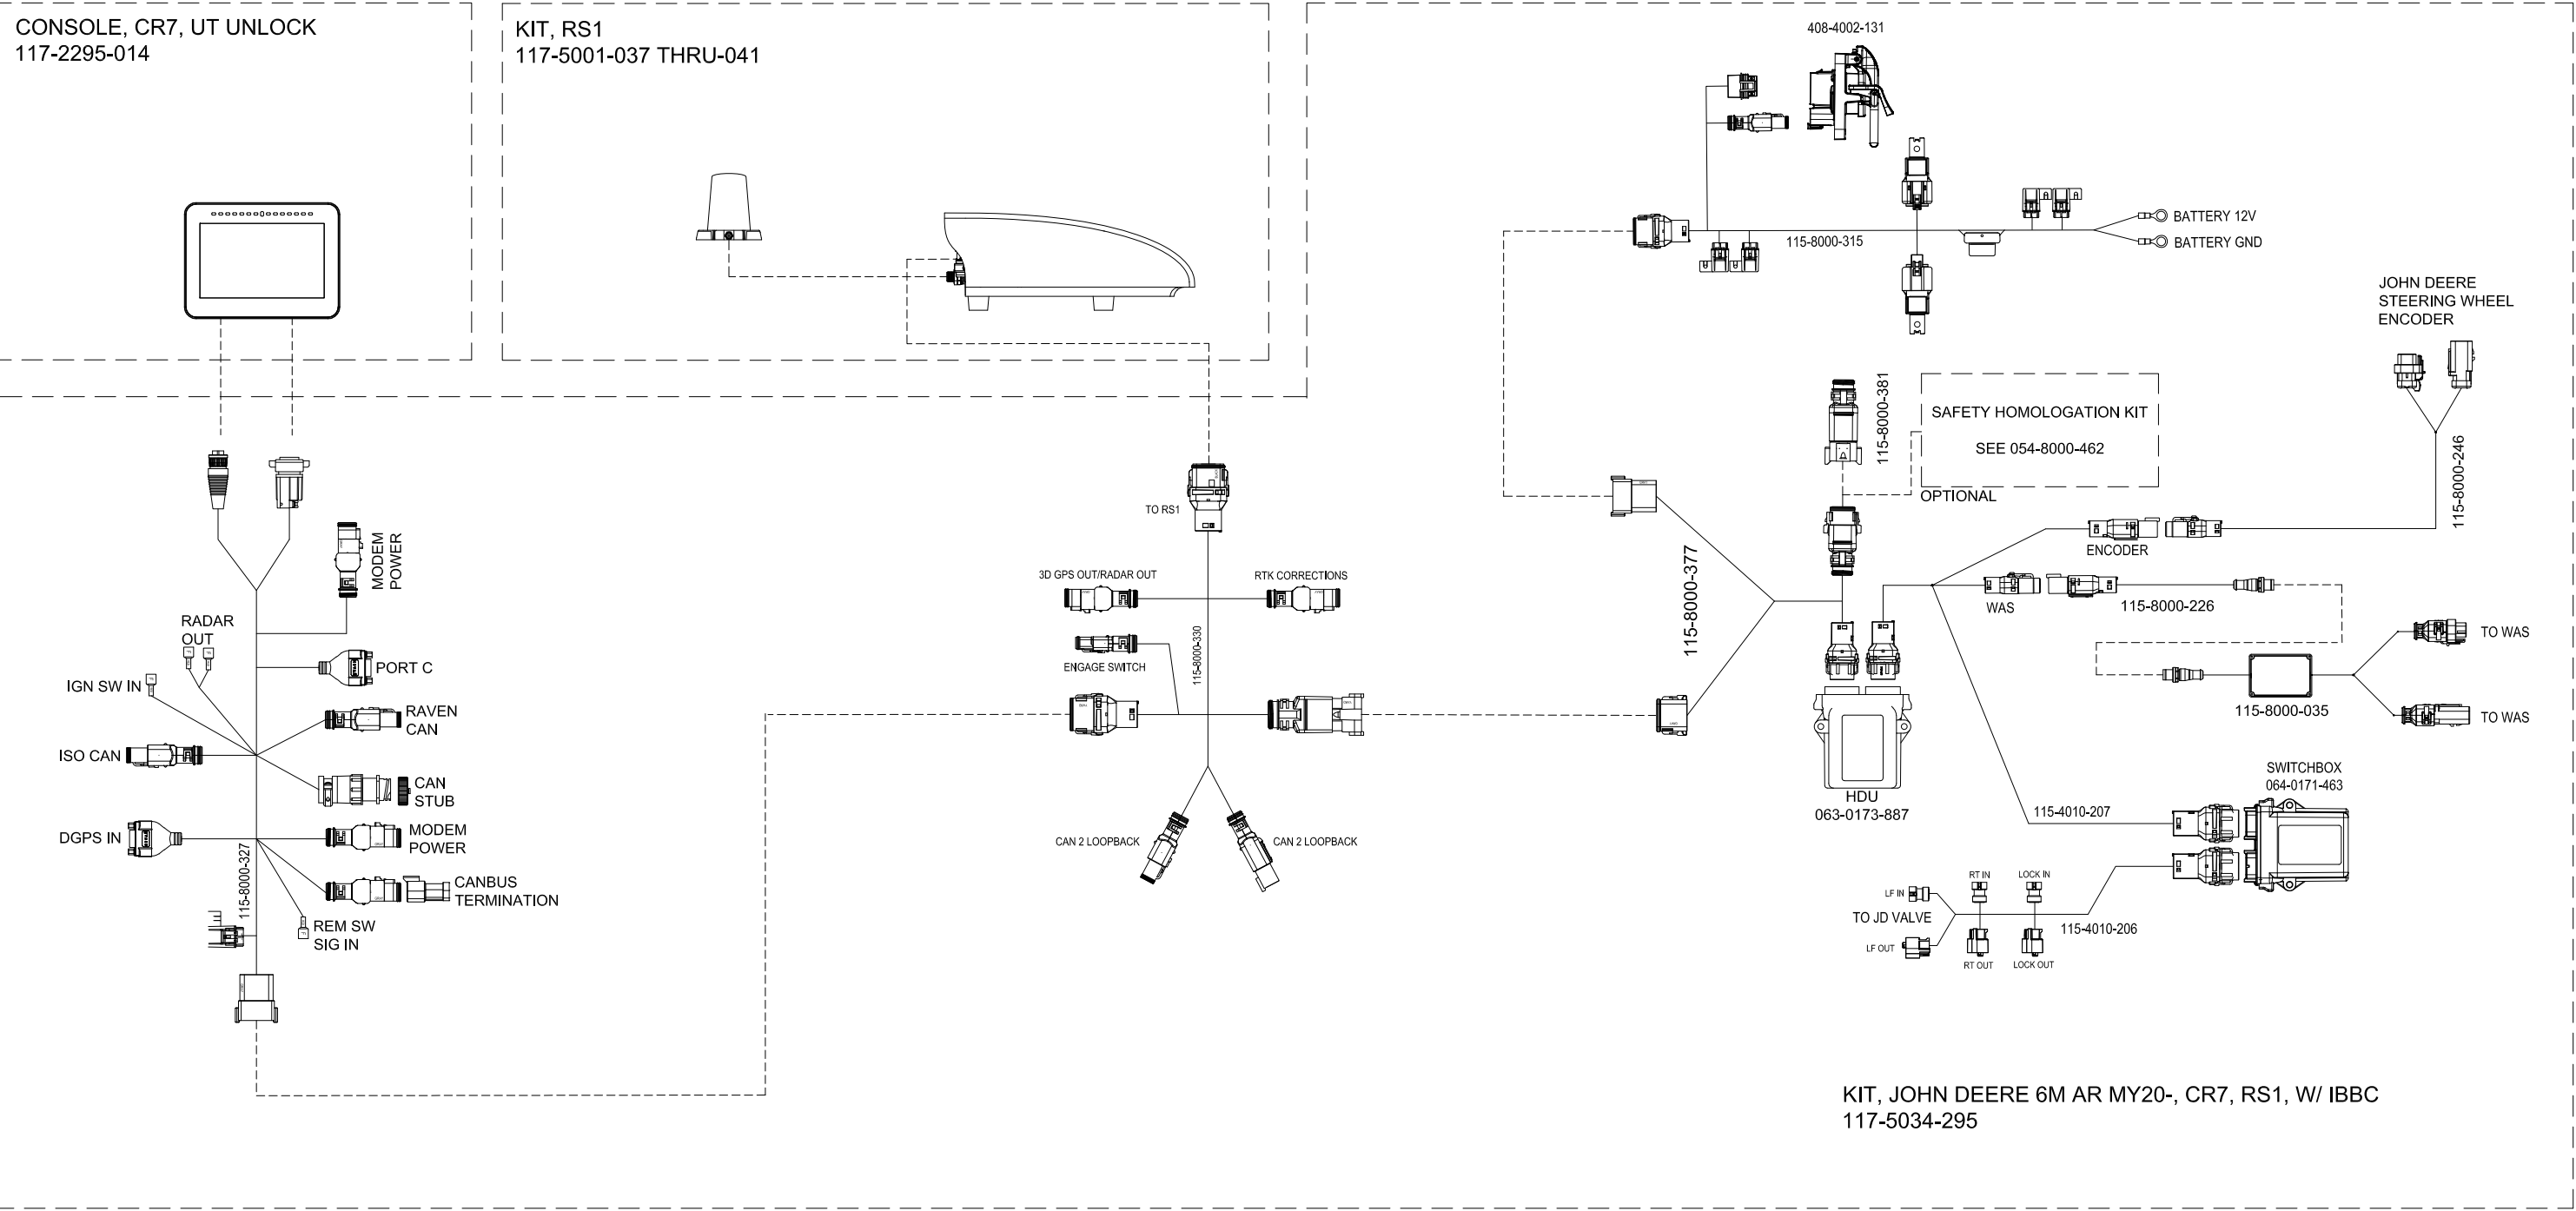 CONSOLE, CR7, UT UNLOCK
117-2295-014
KIT, RS1
117-5001-037 THRU-041
408-4002-131
115-8000-315
BATTERY 12V
BATTERY GND
JOHN DEERE
STEERING WHEEL
ENCODER
115-8000-246
115-8000-381
SAFETY HOMOLOGATION KIT
SEE 054-8000-462
OPTIONAL
MODEM
POWER
RADAR
OUT
PORT C
IGN SW IN
RAVEN
CAN
ISO CAN
CAN
STUB
DGPS IN
MODEM
POWER
115-8000-327
CANBUS
TERMINATION
REM SW
SIG IN
TO RS1
3D GPS OUT/RADAR OUT
RTK CORRECTIONS
ENGAGE SWITCH
115-8000-330
CAN 2 LOOPBACK
CAN 2 LOOPBACK
115-8000-377
ENCODER
WAS
115-8000-226
TO WAS
115-8000-035
TO WAS
HDU
063-0173-887
SWITCHBOX
064-0171-463
115-4010-207
LF IN
RT IN
LOCK IN
TO JD VALVE
115-4010-206
LF OUT
RT OUT
LOCK OUT
KIT, JOHN DEERE 6M AR MY20-, CR7, RS1, W/ IBBC
117-5034-295